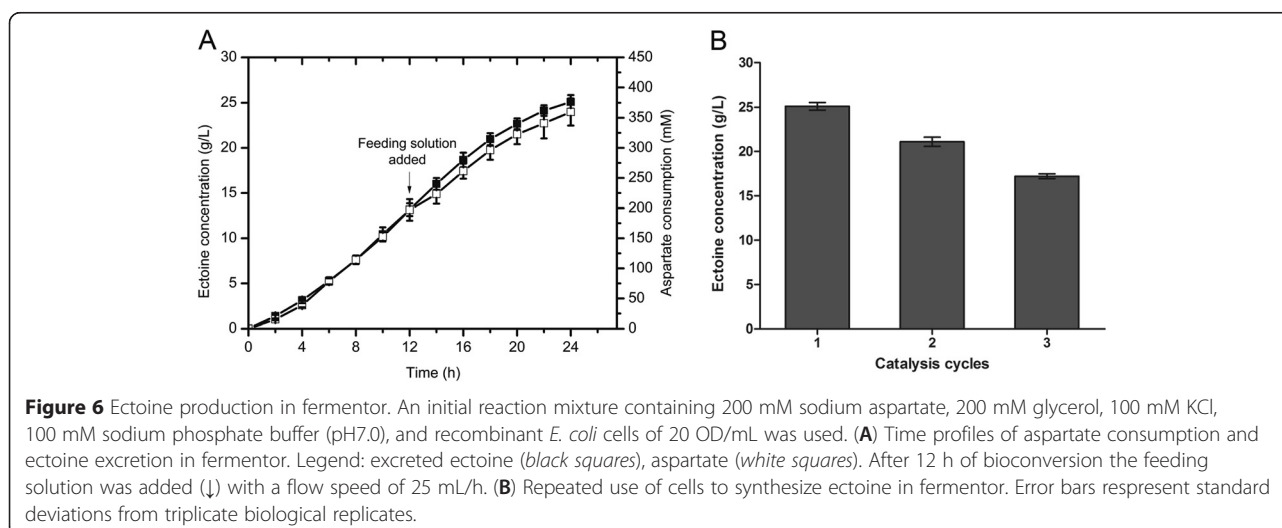 A
30
25
20
15
10
5
0
Ectoine concentration (g/L)
450
400
350
300
250
200
150
100
50
0
Aspartate consumption (mM)
Feeding solution
added
0 4 8 12 16 20 24
Time (h)
B
30
25
20
15
10
5
0
Ectoine concentration (g/L)
1 2 3
Catalysis cycles
Figure 6 Ectoine production in fermentor. An initial reaction mixture containing 200 mM sodium aspartate, 200 mM glycerol, 100 mM KCl,
100 mM sodium phosphate buffer (pH7.0), and recombinant E. coli cells of 20 OD/mL was used. (A) Time profiles of aspartate consumption and
ectoine excretion in fermentor. Legend: excreted ectoine (black squares), aspartate (white squares). After 12 h of bioconversion the feeding
solution was added (↓) with a flow speed of 25 mL/h. (B) Repeated use of cells to synthesize ectoine in fermentor. Error bars respresent standard
deviations from triplicate biological replicates.